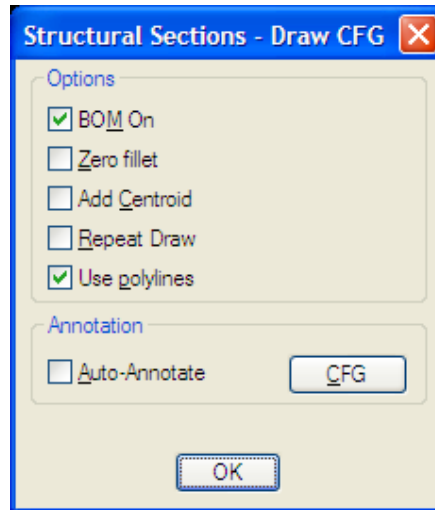 Structural Sections - Draw CFG
Options
BOM On
Zero fillet
Add Centroid
Repeat Draw
Use polylines
Annotation
Auto-Annotate
CFG
OK